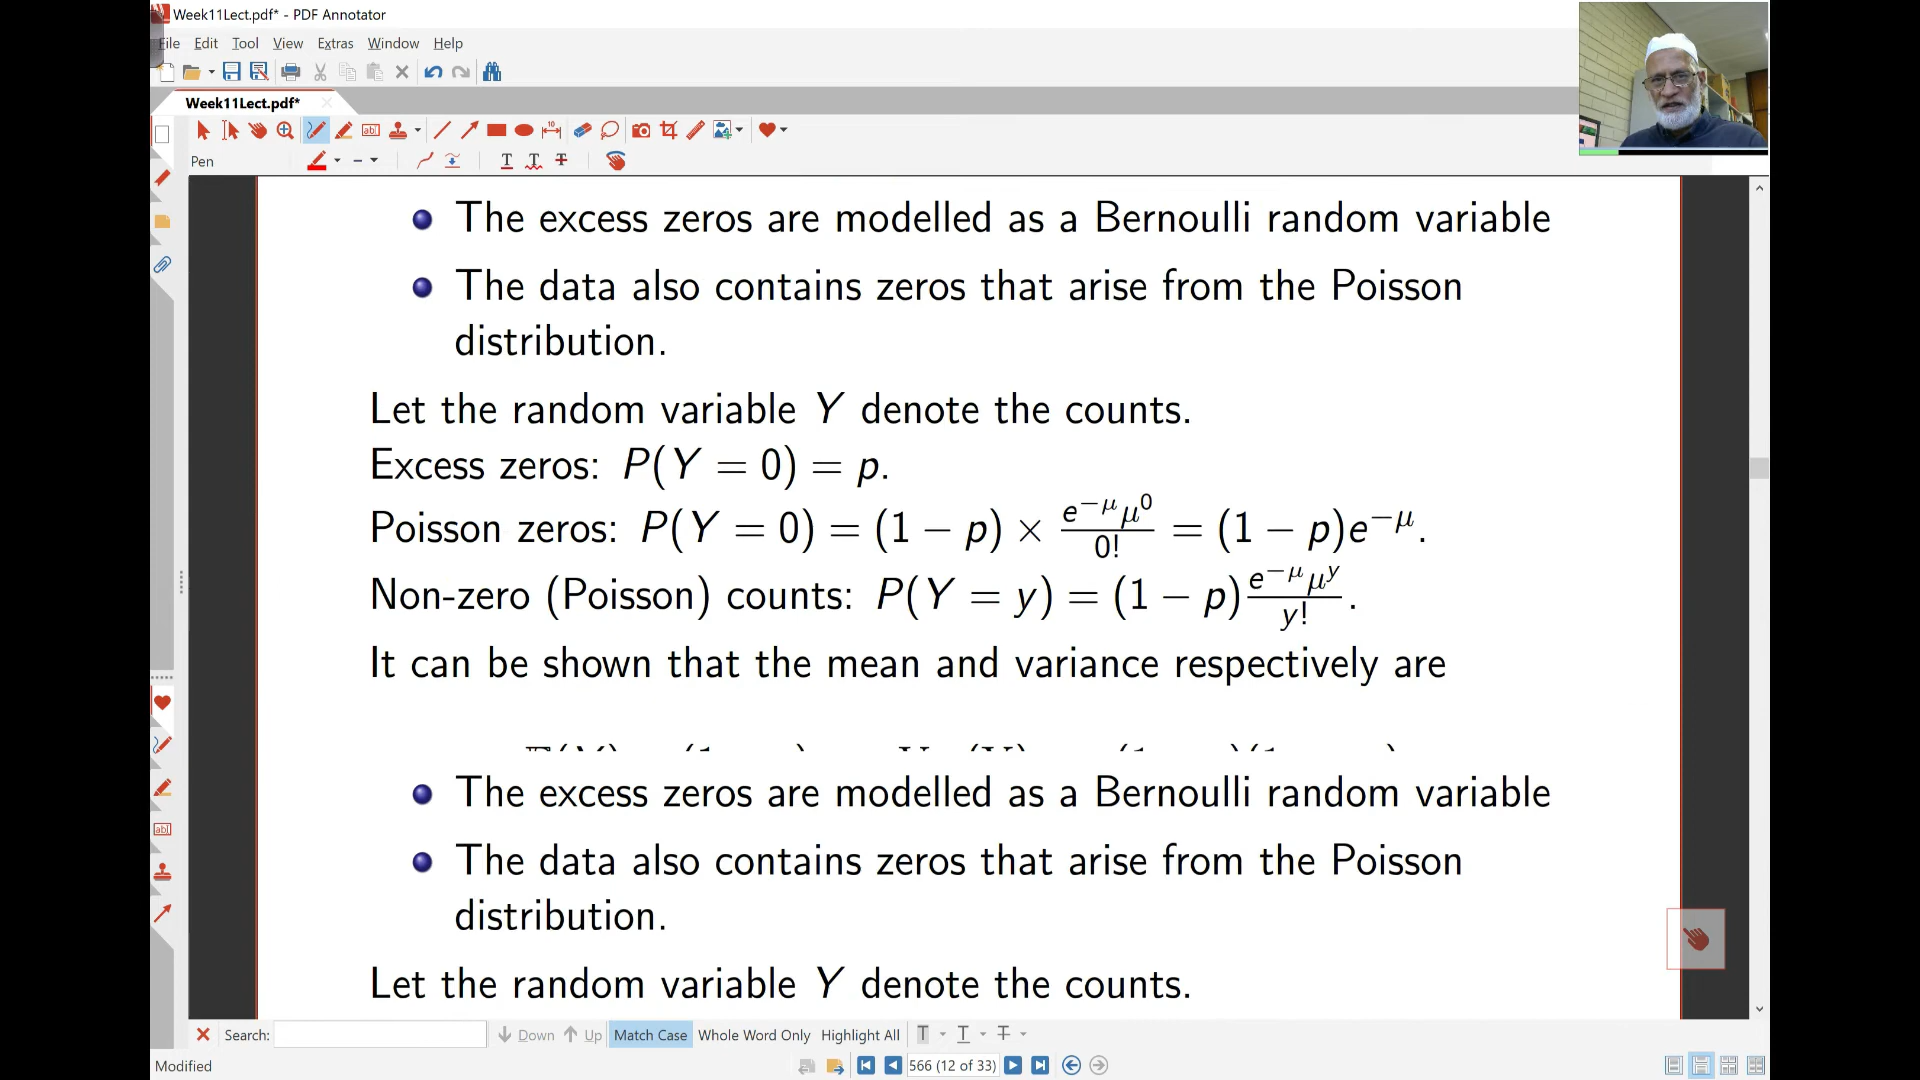 Week11Lect.pdf* - PDF Annotator
File Edit Tool View Extras Window Help
Week11Lect.pdf*
Pen
The excess zeros are modelled as a Bernoulli random variable
The data also contains zeros that arise from the Poisson
distribution.
Let the random variable Y denote the counts.
Excess zeros: P(Y = 0) = p.
Poisson zeros: P(Y = 0) = (1 − p) × \frac{e^{−μ}μ^0}{0!} = (1 − p)e^{−μ}.
Non-zero (Poisson) counts: P(Y = y) = (1 − p)\frac{e^{−μ}μ^y}{y!}.
It can be shown that the mean and variance respectively are
The excess zeros are modelled as a Bernoulli random variable
The data also contains zeros that arise from the Poisson
distribution.
Let the random variable Y denote the counts.
Search: Down Up Match Case Whole Word Only Highlight All
Modified 566 (12 of 33)